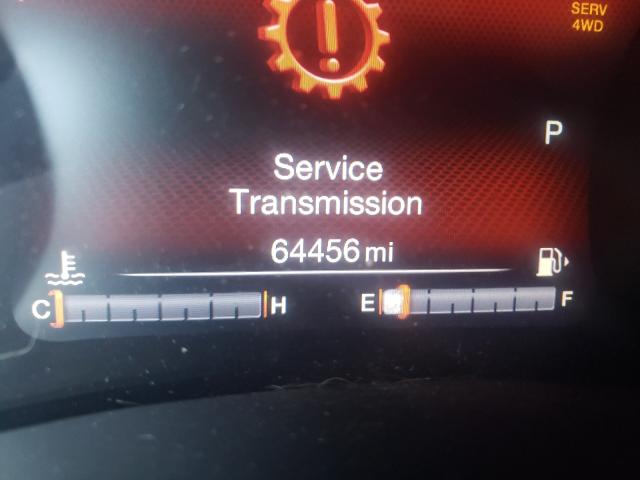 SERV
4WD
P
Service
Transmission
64456 mi
C H E F